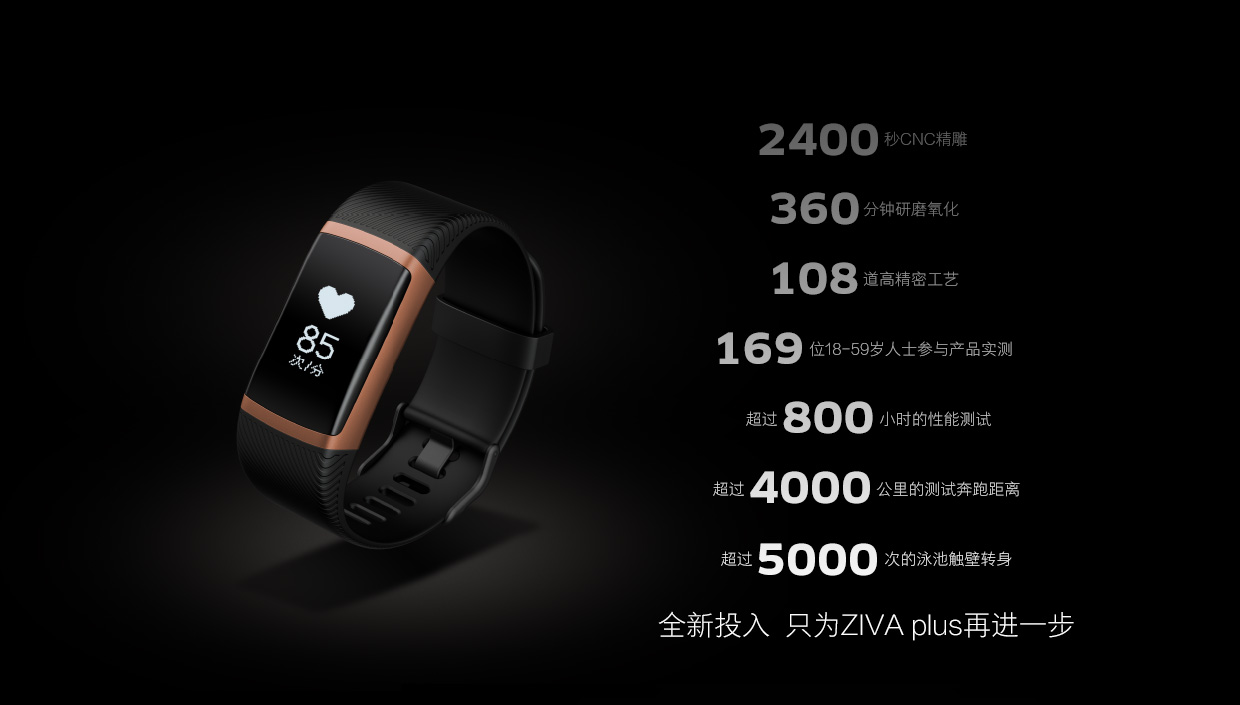 85
次/分
2400 秒CNC精雕
360 分钟研磨氧化
108 道高精密工艺
169 位18-59岁人士参与产品实测
超过 800 小时的性能测试
超过 4000 公里的测试奔跑距离
超过 5000 次的泳池触壁转身
全新投入 只为ZIVA plus再进一步